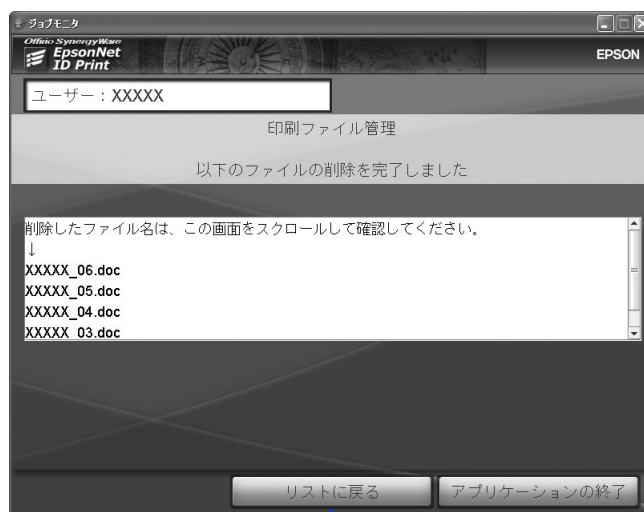 ジョブモニタ
Offirio SynergyWare
EpsonNet
ID Print
EPSON
ユーザー：XXXXX
印刷ファイル管理
以下のファイルの削除を完了しました
削除したファイル名は、この画面をスクロールして確認してください。
↓
XXXXX_06.doc
XXXXX_05.doc
XXXXX_04.doc
XXXXX_03.doc
リストに戻る
アプリケーションの終了